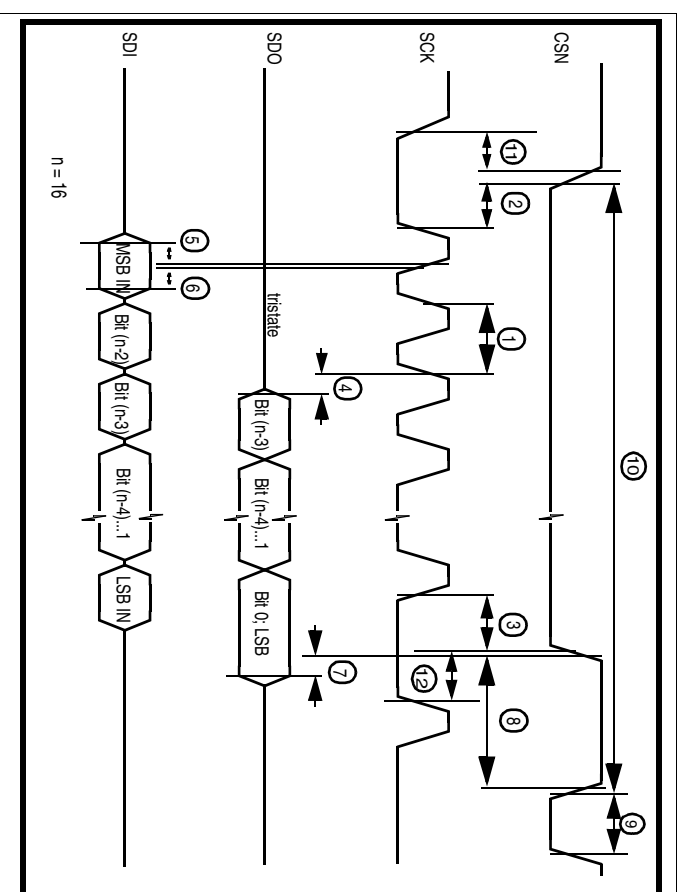 CSN
10
8
9
11
2
1
3
12
SCK
4
7
SDO
tristate
Bit (n-3)
Bit (n-4)...1
Bit 0; LSB
5
6
SDI
MSB IN
Bit (n-2)
Bit (n-3)
Bit (n-4)...1
LSB IN
n = 16